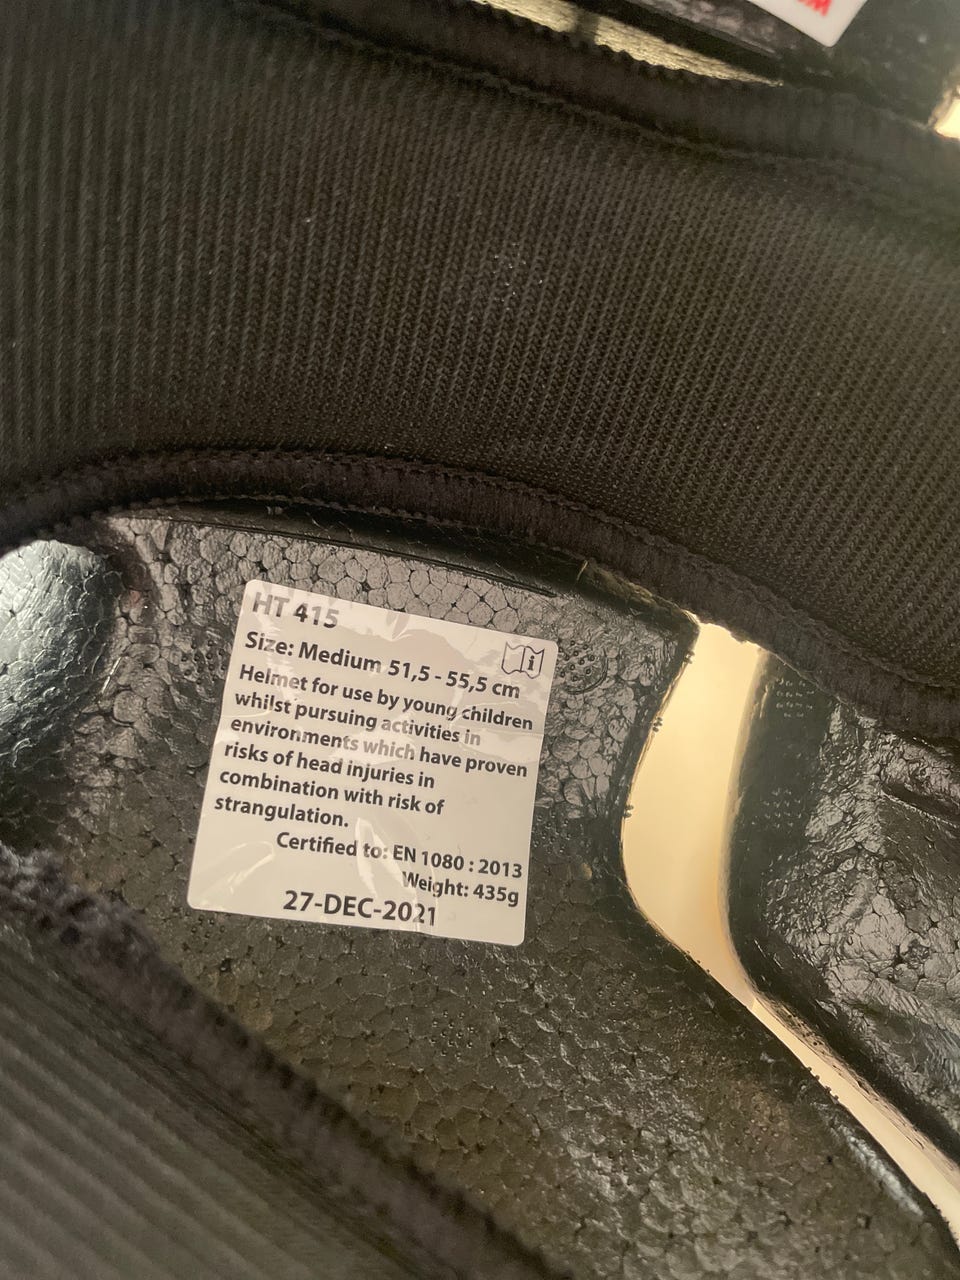 HT 415
Size: Medium 51,5 - 55,5 cm
Helmet for use by young children
whilst pursuing activities in
environments which have proven
risks of head injuries in
combination with risk of
strangulation.
Certified to: EN 1080 : 2013
Weight: 435g
27-DEC-2021